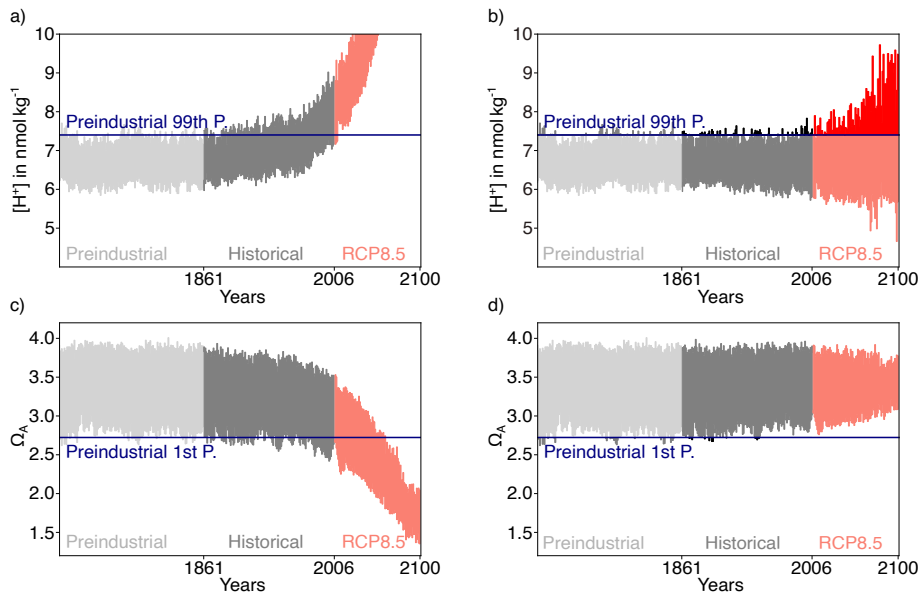 a)
[H⁺] in nmol kg⁻¹
10
9
8
7
6
5
Preindustrial 99th P.
Preindustrial
Historical
RCP8.5
1861
2006
2100
Years
b)
[H⁺] in nmol kg⁻¹
10
9
8
7
6
5
Preindustrial 99th P.
Preindustrial
Historical
RCP8.5
1861
2006
2100
Years
c)
Ω_A
4.0
3.5
3.0
2.5
2.0
1.5
Preindustrial 1st P.
Preindustrial
Historical
RCP8.5
1861
2006
2100
Years
d)
Ω_A
4.0
3.5
3.0
2.5
2.0
1.5
Preindustrial 1st P.
Preindustrial
Historical
RCP8.5
1861
2006
2100
Years